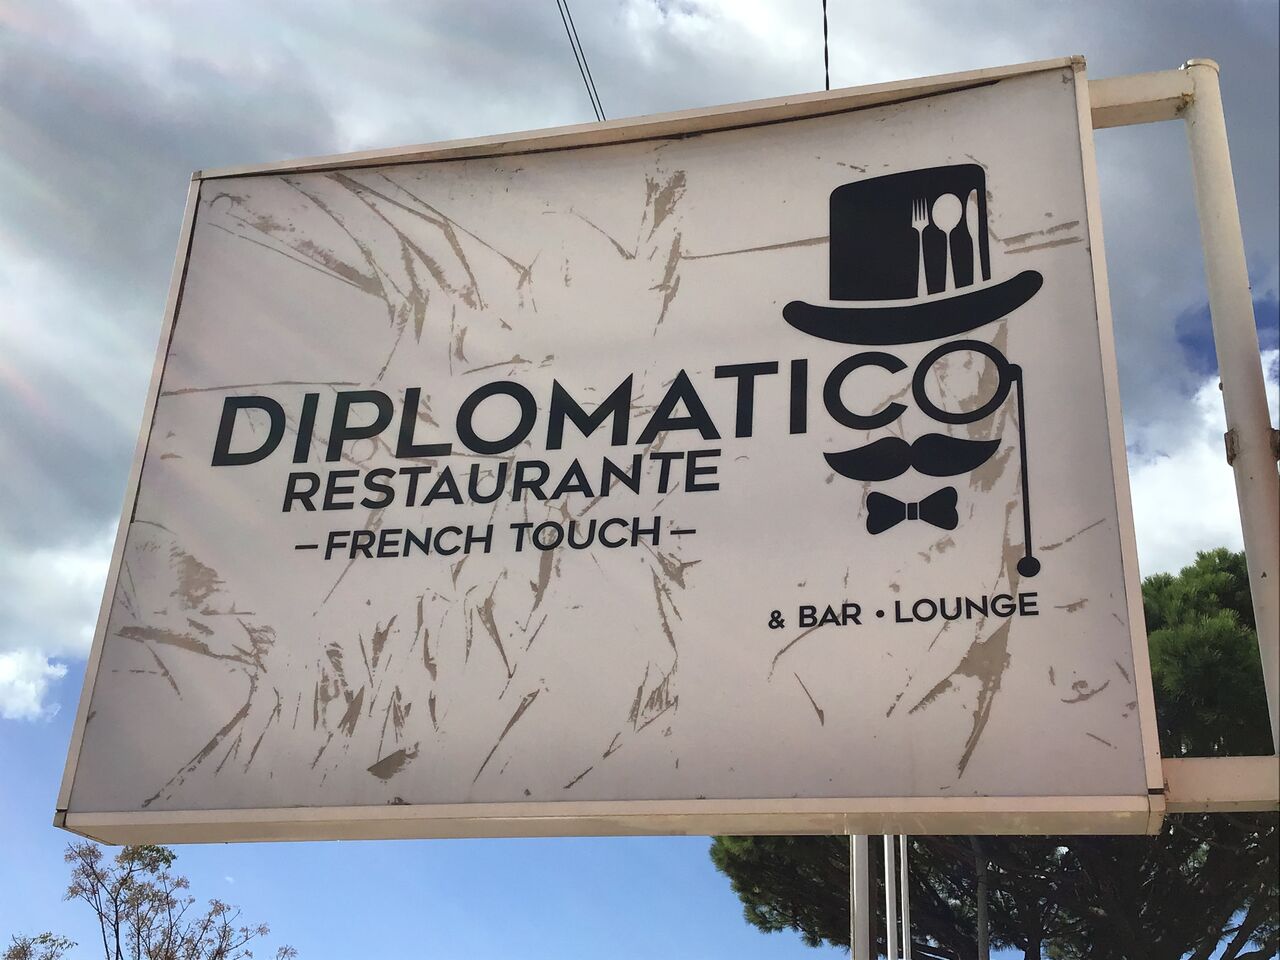 DIPLOMATICO
RESTAURANTE
–FRENCH TOUCH–
& BAR • LOUNGE